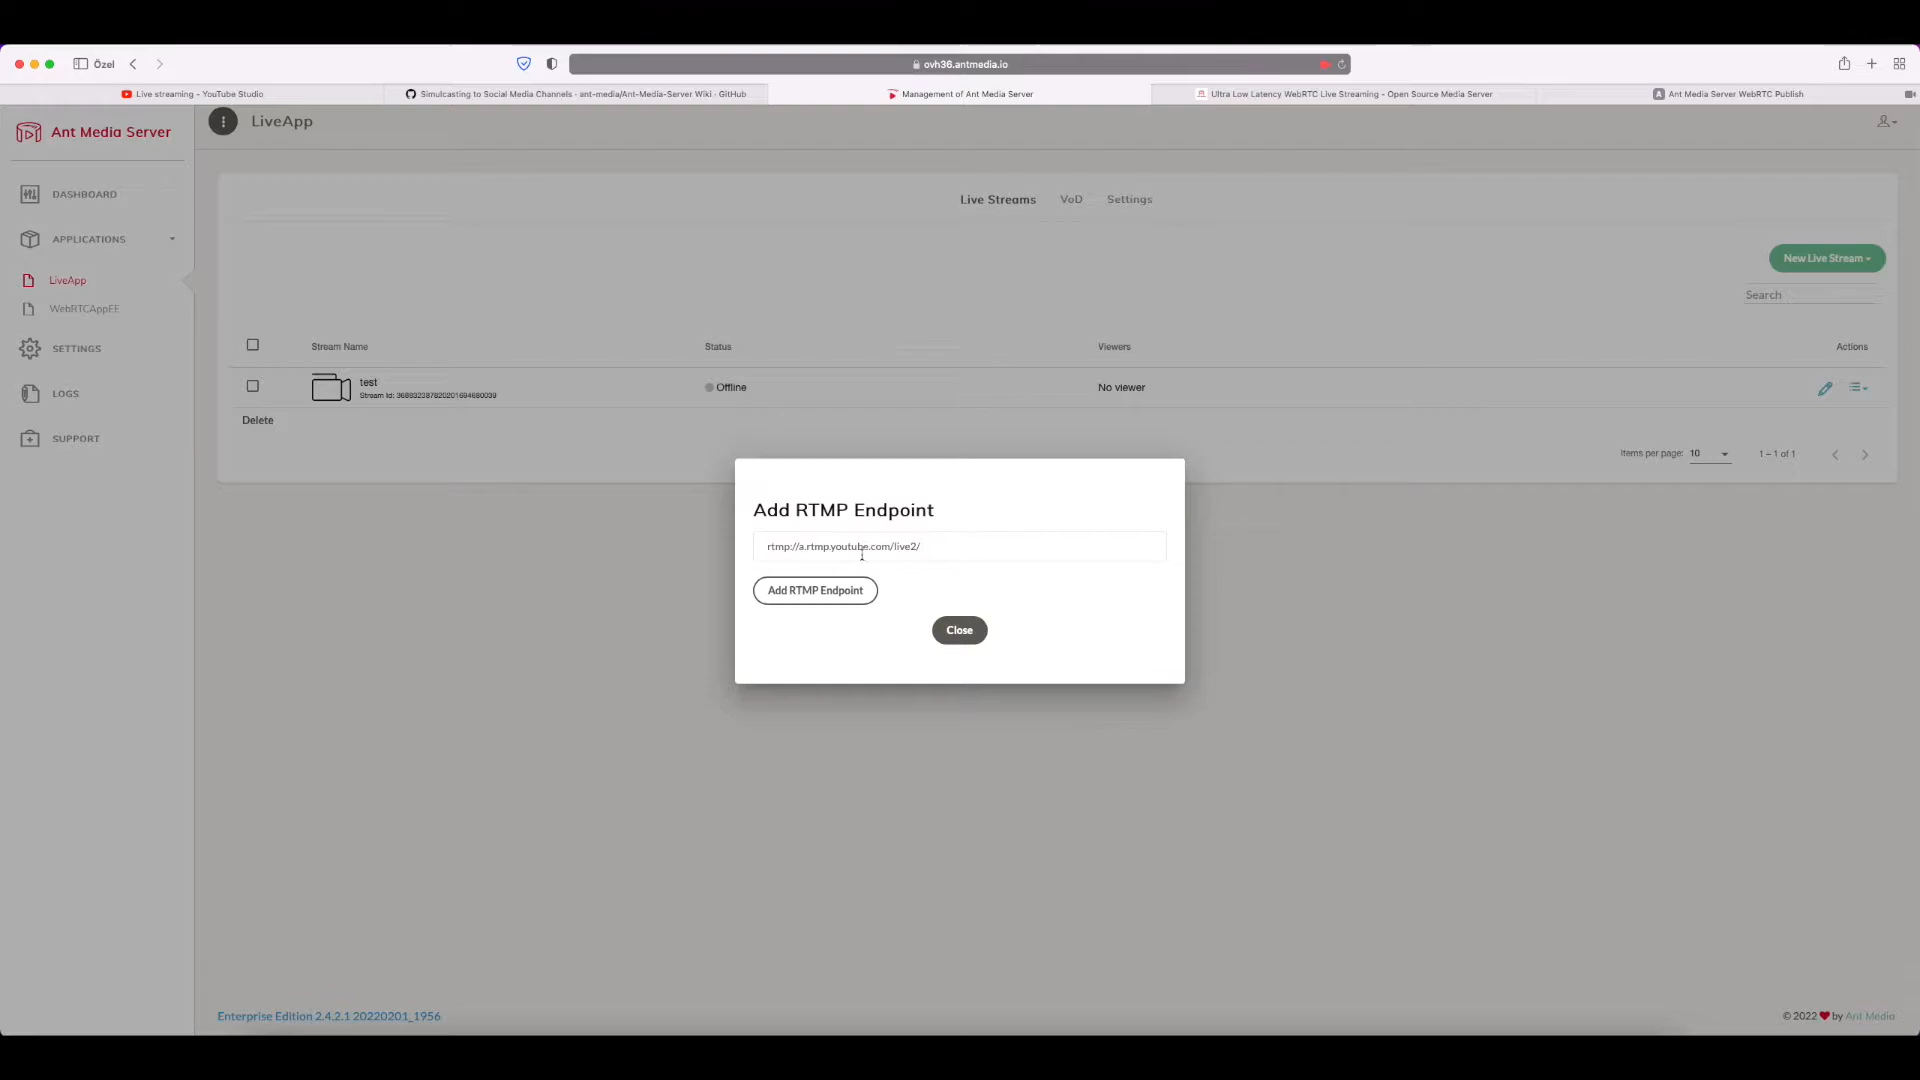 Özel
ovh36.antmedia.io
Live streaming - YouTube Studio
Simulcasting to Social Media Channels · ant-media/Ant-Media-Server Wiki · GitHub
Management of Ant Media Server
Ultra Low Latency WebRTC Live Streaming - Open Source Media Server
Ant Media Server WebRTC Publish
Ant Media Server
LiveApp
DASHBOARD
APPLICATIONS
LiveApp
WebRTCAppEE
SETTINGS
LOGS
SUPPORT
Live Streams
VoD
Settings
New Live Stream
Search
Stream Name
Status
Viewers
Actions
test
Stream Id: 368832387820201694680039
Offline
No viewer
Delete
Items per page: 10
1 – 1 of 1
Add RTMP Endpoint
rtmp://a.rtmp.youtube.com/live2/
Add RTMP Endpoint
Close
Enterprise Edition 2.4.2.1 20220201_1956
© 2022 ❤ by Ant Media